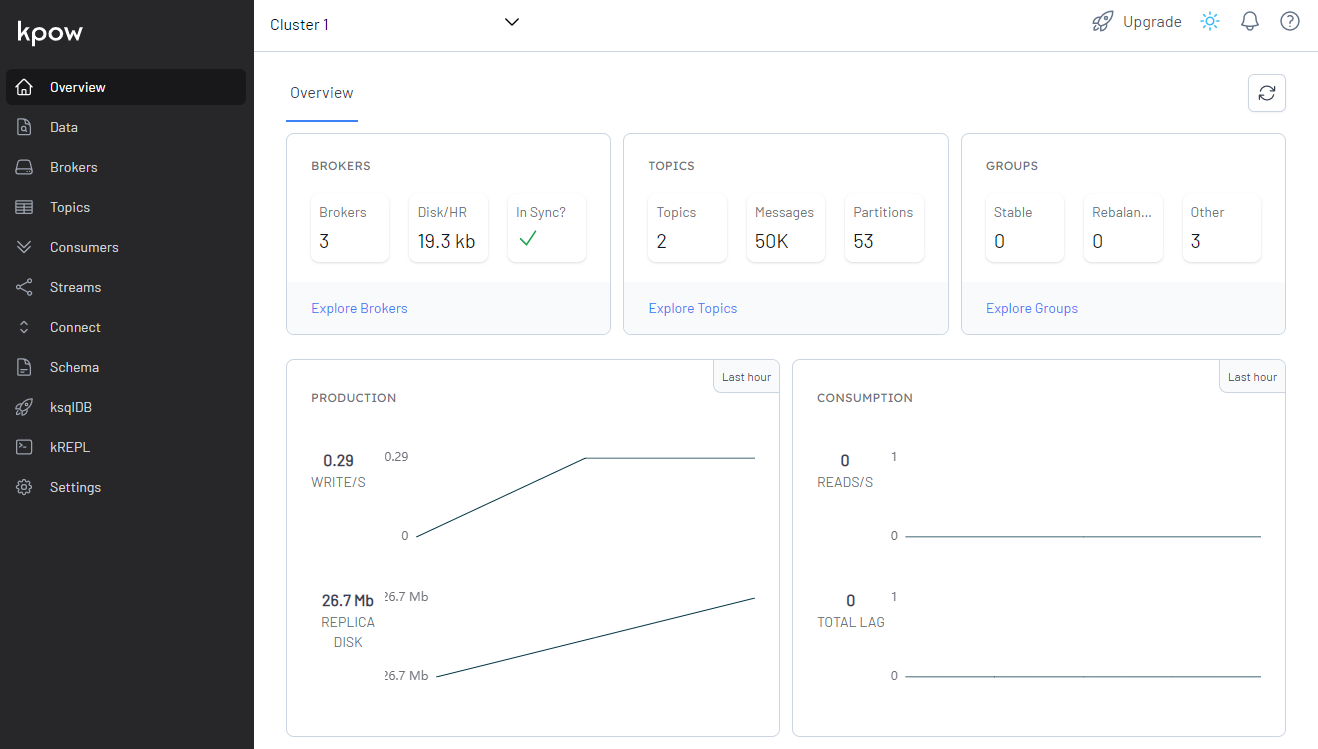 kpow
Overview
Data
Brokers
Topics
Consumers
Streams
Connect
Schema
ksqlDB
kREPL
Settings
Cluster 1
Upgrade
Overview
BROKERS
Brokers
3
Disk/HR
19.3 kb
In Sync?
Explore Brokers
TOPICS
Topics
2
Messages
50K
Partitions
53
Explore Topics
GROUPS
Stable
0
Rebalan...
0
Other
3
Explore Groups
Last hour
PRODUCTION
0.29
WRITE/S
0.29
0
26.7 Mb
REPLICA
DISK
26.7 Mb
26.7 Mb
Last hour
CONSUMPTION
0
READS/S
1
0
0
TOTAL LAG
1
0